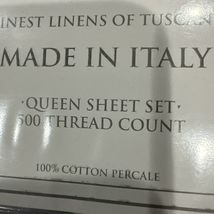 INEST LINENS OF TUSCAN
MADE IN ITALY
·QUEEN SHEET SET·
500 THREAD COUNT
100% COTTON PERCALE